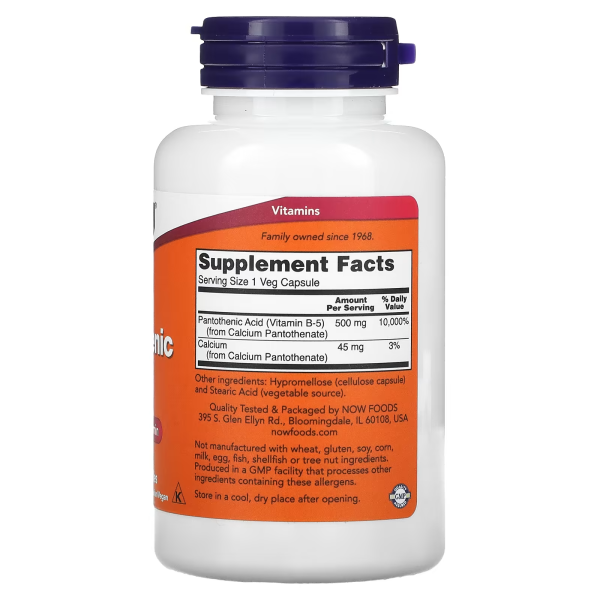 Vitamins
Family owned since 1968.
Supplement Facts
Serving Size 1 Veg Capsule
Amount Per Serving % Daily Value
Pantothenic Acid (Vitamin B-5) 500 mg 10,000%
(from Calcium Pantothenate)
Calcium 45 mg 3%
(from Calcium Pantothenate)
Other ingredients: Hypromellose (cellulose capsule)
and Stearic Acid (vegetable source).
Quality Tested & Packaged by NOW FOODS
395 S. Glen Ellyn Rd., Bloomingdale, IL 60108, USA
nowfoods.com
Not manufactured with wheat, gluten, soy, corn,
milk, egg, fish, shellfish or tree nut ingredients.
Produced in a GMP facility that processes other
ingredients containing these allergens.
Store in a cool, dry place after opening.
nic
K
GMP